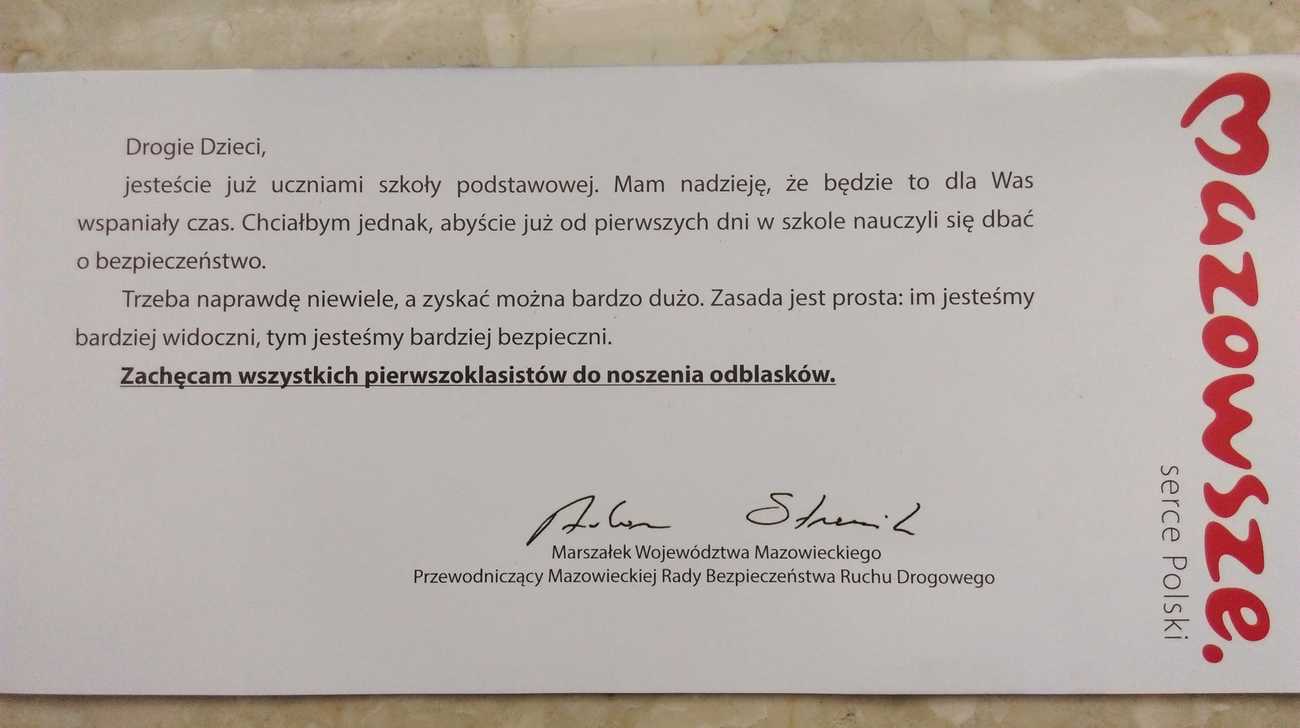 Drogie Dzieci,
jesteście już uczniami szkoły podstawowej. Mam nadzieję, że będzie to dla Was
wspaniały czas. Chciałbym jednak, abyście już od pierwszych dni w szkole nauczyli się dbać
o bezpieczeństwo.
Trzeba naprawdę niewiele, a zyskać można bardzo dużo. Zasada jest prosta: im jesteśmy
bardziej widoczni, tym jesteśmy bardziej bezpieczni.
Zachęcam wszystkich pierwszoklasistów do noszenia odblasków.
Marszałek Województwa Mazowieckiego
Przewodniczący Mazowieckiej Rady Bezpieczeństwa Ruchu Drogowego
Mazowsze.
serce Polski